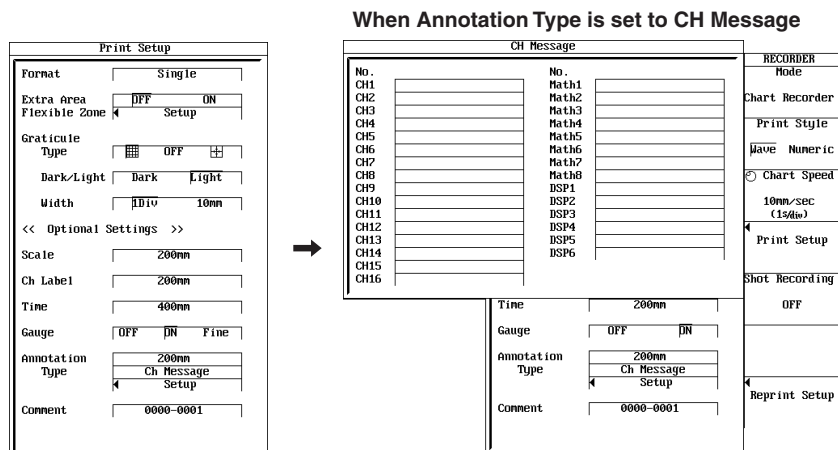 When Annotation Type is set to CH Message
Print Setup
Format Single
Extra Area OFF ON
Flexible Zone Setup
Graticule
Type OFF
Dark/Light Dark Light
Width 1Div 10mm
<< Optional Settings >>
Scale 200mm
Ch Label 200mm
Time 400mm
Gauge OFF ON Fine
Annotation 200mm
Type Ch Message
Setup
Comment 0000-0001
CH Message
No. No.
CH1 Math1
CH2 Math2
CH3 Math3
CH4 Math4
CH5 Math5
CH6 Math6
CH7 Math7
CH8 Math8
CH9 DSP1
CH10 DSP2
CH11 DSP3
CH12 DSP4
CH13 DSP5
CH14 DSP6
CH15
CH16
Time 200mm
Gauge OFF ON
Annotation 200mm
Type Ch Message
Setup
Comment 0000-0001
RECORDER
Mode
Chart Recorder
Print Style
Wave Numeric
Chart Speed
10mm/sec
(1s/div)
Print Setup
Shot Recording
OFF
Reprint Setup